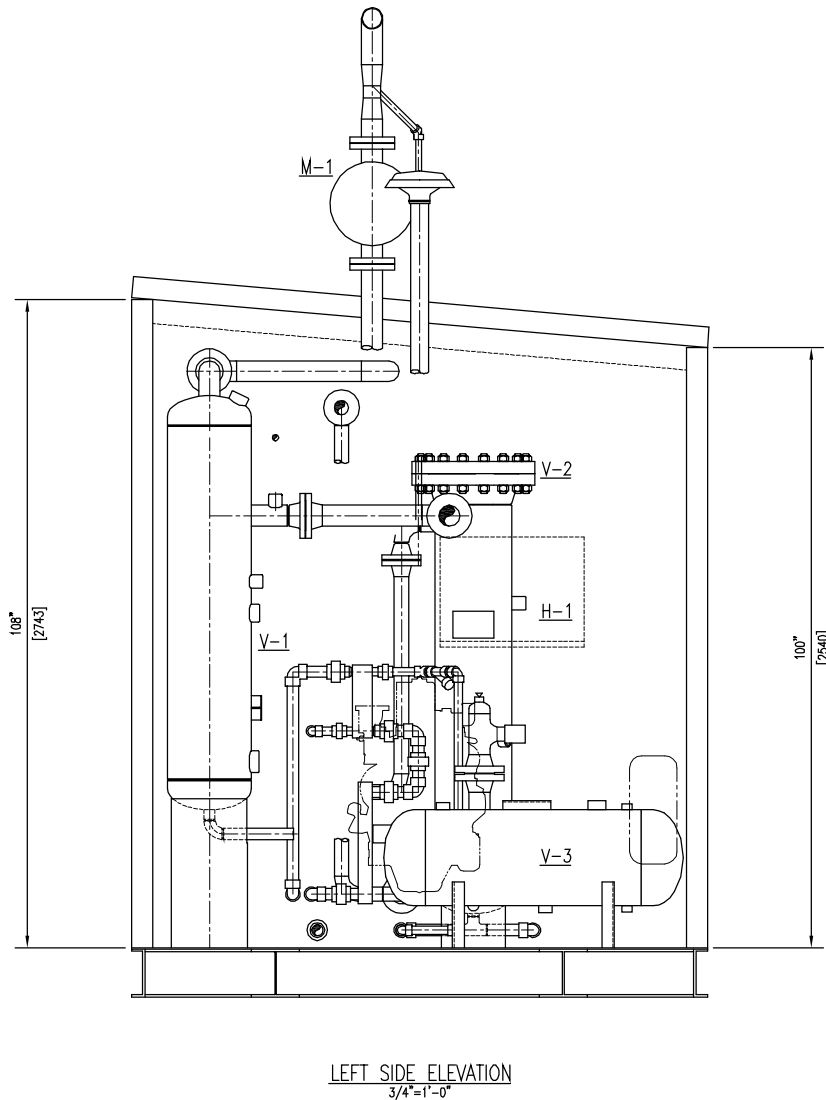 M-1
V-2
H-1
V-1
108"
[2743]
100"
[2540]
V-3
LEFT SIDE ELEVATION
3/4"=1'-0"